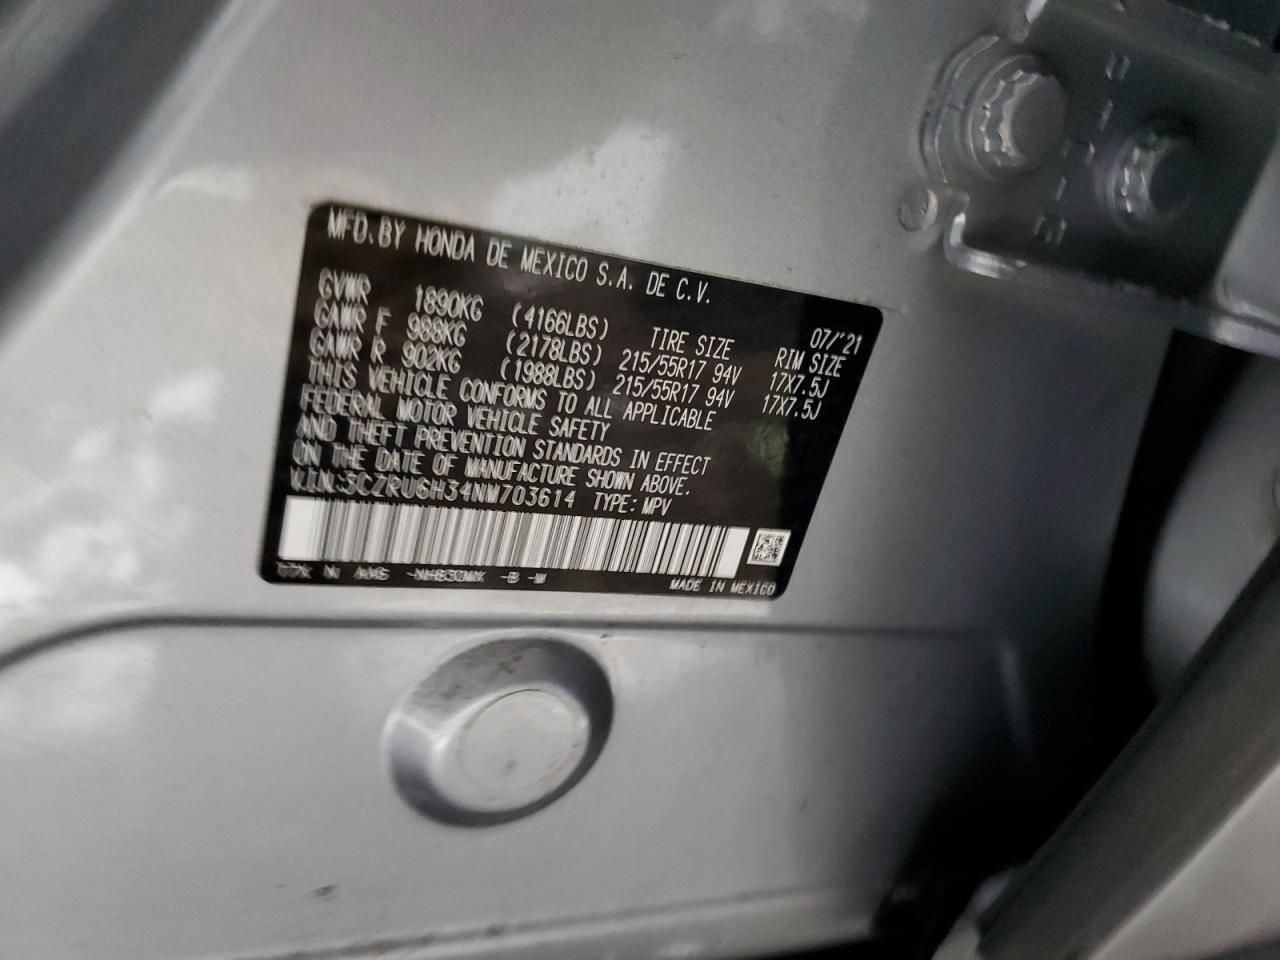 MFD. BY HONDA DE MEXICO S.A. DE C.V.
07/'21
GVWR 1890KG (4166LBS) TIRE SIZE RIM SIZE
GAWR F 988KG (2178LBS) 215/55R17 94V 17X7.5J
GAWR R 902KG (1988LBS) 215/55R17 94V 17X7.5J
THIS VEHICLE CONFORMS TO ALL APPLICABLE
FEDERAL MOTOR VEHICLE SAFETY
AND THEFT PREVENTION STANDARDS IN EFFECT
ON THE DATE OF MANUFACTURE SHOWN ABOVE.
VIN:3CZRU6H34NM703614 TYPE: MPV
MADE IN MEXICO